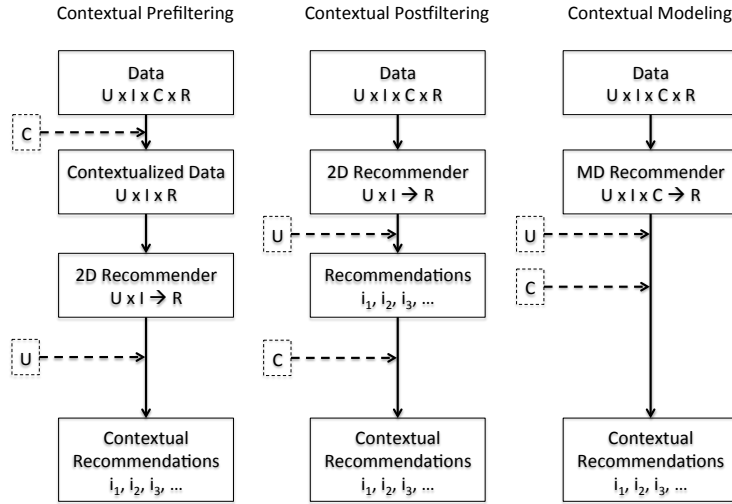 Contextual Prefiltering
Data
U x I x C x R
C
Contextualized Data
U x I x R
2D Recommender
U x I → R
U
Contextual
Recommendations
i₁, i₂, i₃, ...
Contextual Postfiltering
Data
U x I x C x R
2D Recommender
U x I → R
U
Recommendations
i₁, i₂, i₃, ...
C
Contextual
Recommendations
i₁, i₂, i₃, ...
Contextual Modeling
Data
U x I x C x R
MD Recommender
U x I x C → R
U
C
Contextual
Recommendations
i₁, i₂, i₃, ...